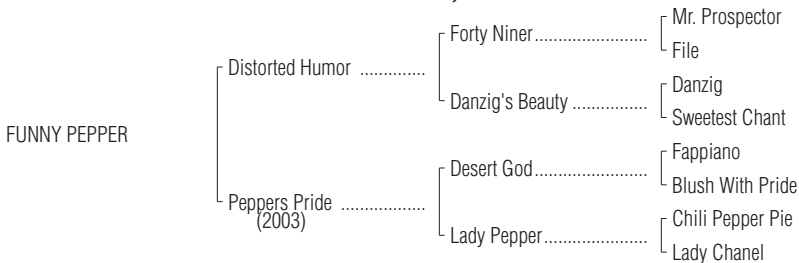 Mr. Prospector
Forty Niner
File
Distorted Humor
Danzig
Danzig's Beauty
Sweetest Chant
FUNNY PEPPER
Fappiano
Desert God
Blush With Pride
Peppers Pride
(2003)
Chili Pepper Pie
Lady Pepper
Lady Chanel